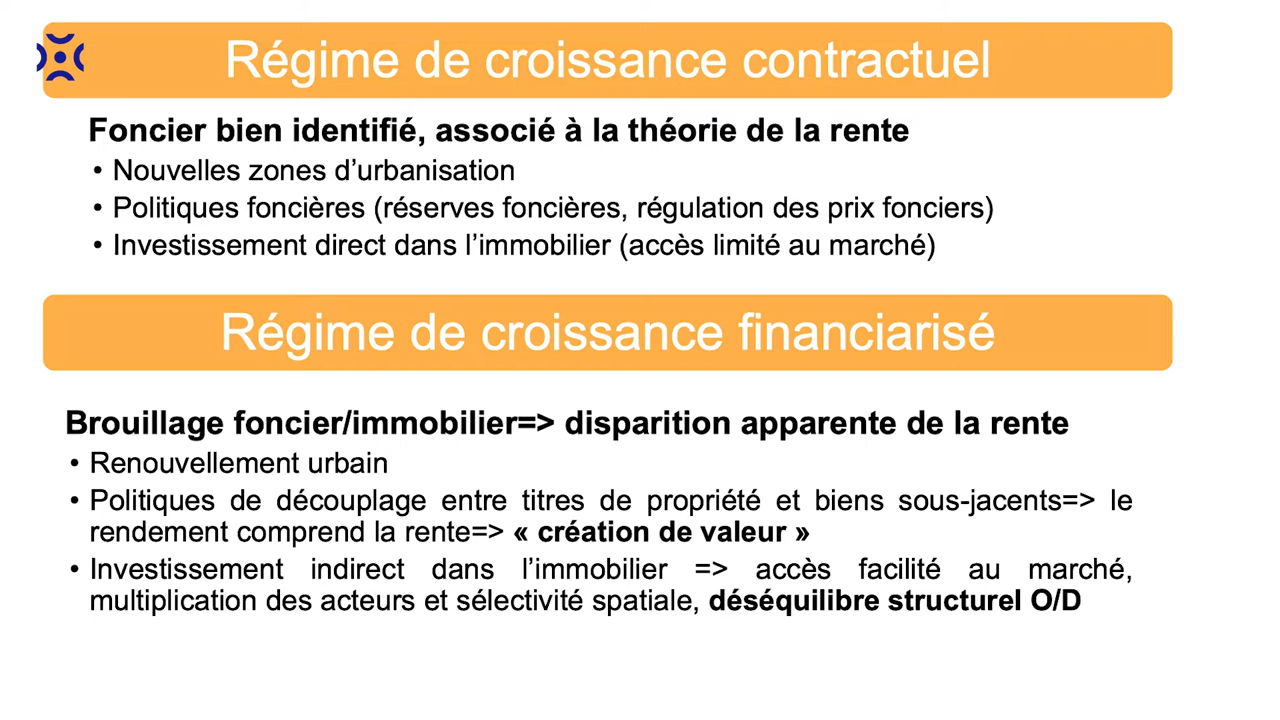 Régime de croissance contractuel
Foncier bien identifié, associé à la théorie de la rente
• Nouvelles zones d’urbanisation
• Politiques foncières (réserves foncières, régulation des prix fonciers)
• Investissement direct dans l’immobilier (accès limité au marché)
Régime de croissance financiarisé
Brouillage foncier/immobilier=> disparition apparente de la rente
• Renouvellement urbain
• Politiques de découplage entre titres de propriété et biens sous-jacents=> le
rendement comprend la rente=> « création de valeur »
• Investissement indirect dans l’immobilier => accès facilité au marché,
multiplication des acteurs et sélectivité spatiale, déséquilibre structurel O/D